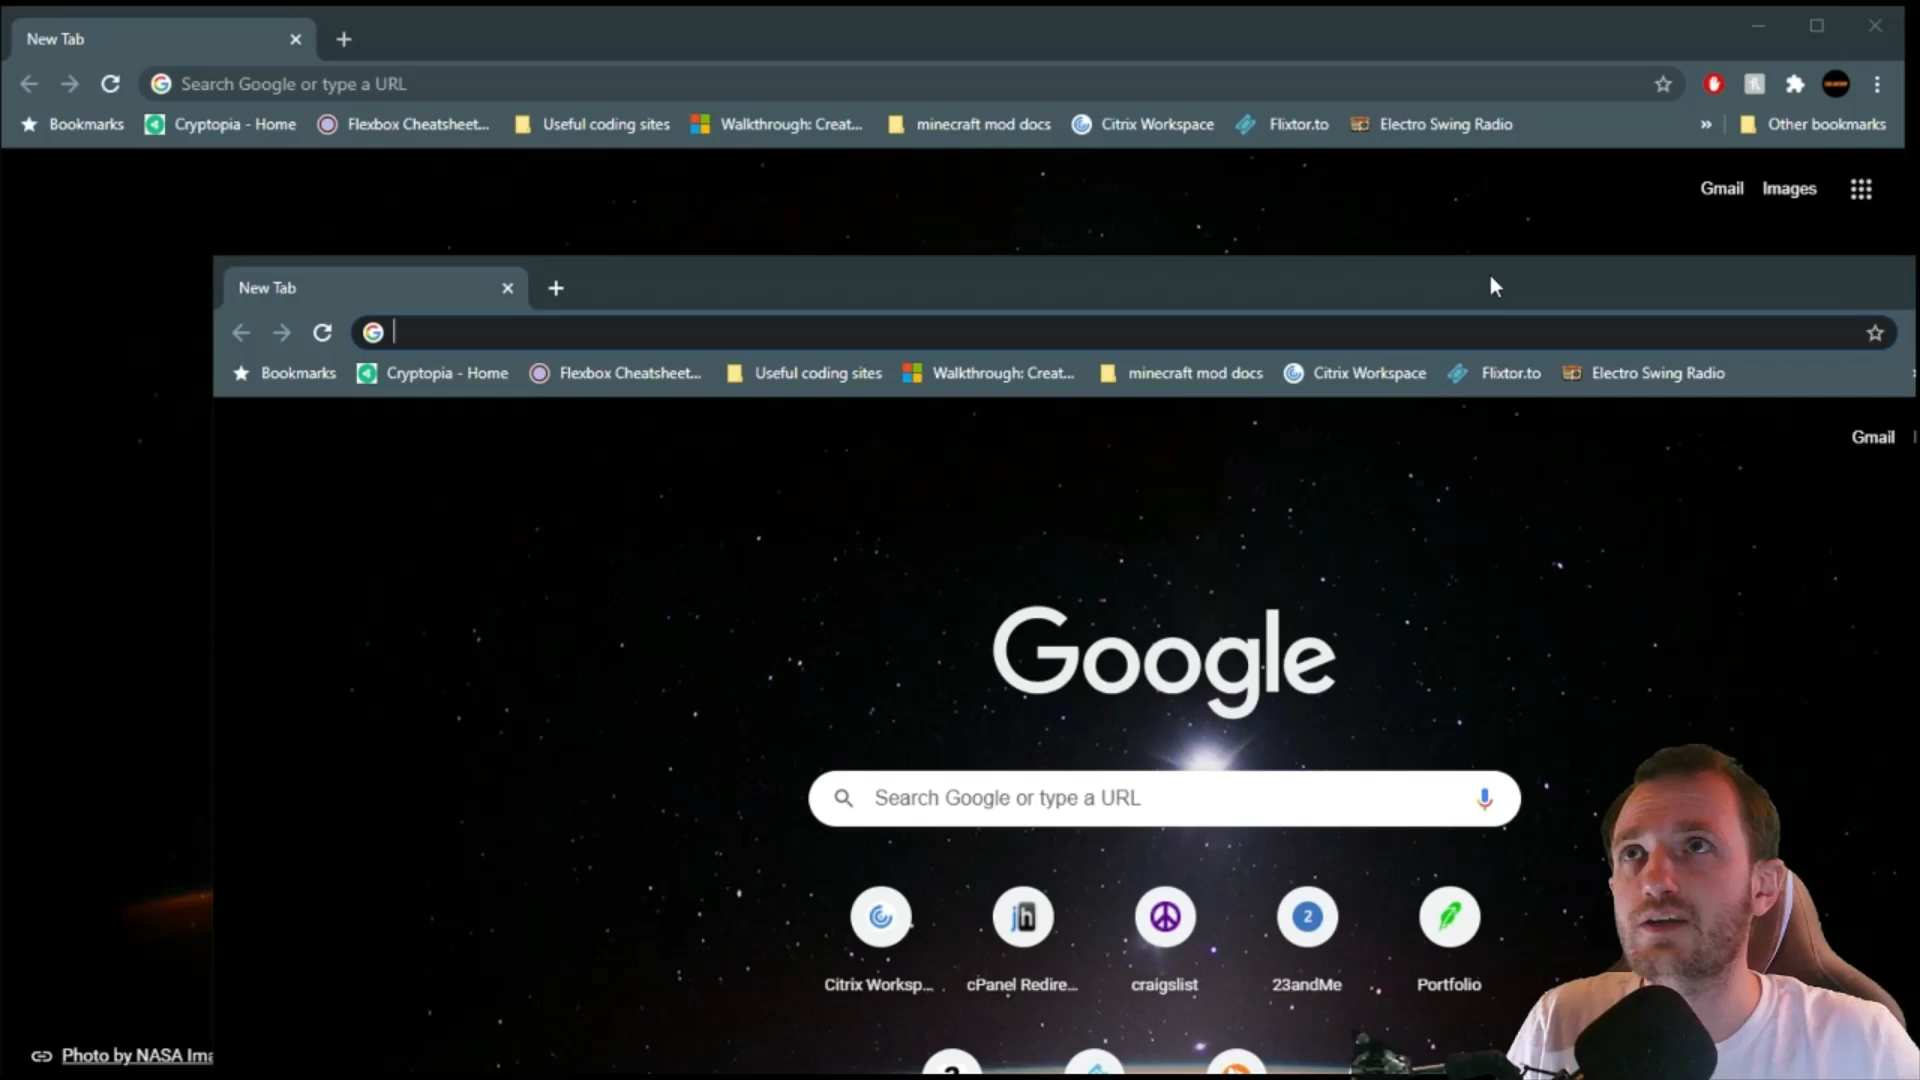 New Tab
Search Google or type a URL
Bookmarks Cryptopia - Home Flexbox Cheatsheet... Useful coding sites Walkthrough: Creat... minecraft mod docs Citrix Workspace Flixtor.to Electro Swing Radio » Other bookmarks
Gmail Images
New Tab
Bookmarks Cryptopia - Home Flexbox Cheatsheet... Useful coding sites Walkthrough: Creat... minecraft mod docs Citrix Workspace Flixtor.to Electro Swing Radio
Gmail
Google
Search Google or type a URL
jh 2
Citrix Worksp... cPanel Redire... craigslist 23andMe Portfolio
Photo by NASA Ima